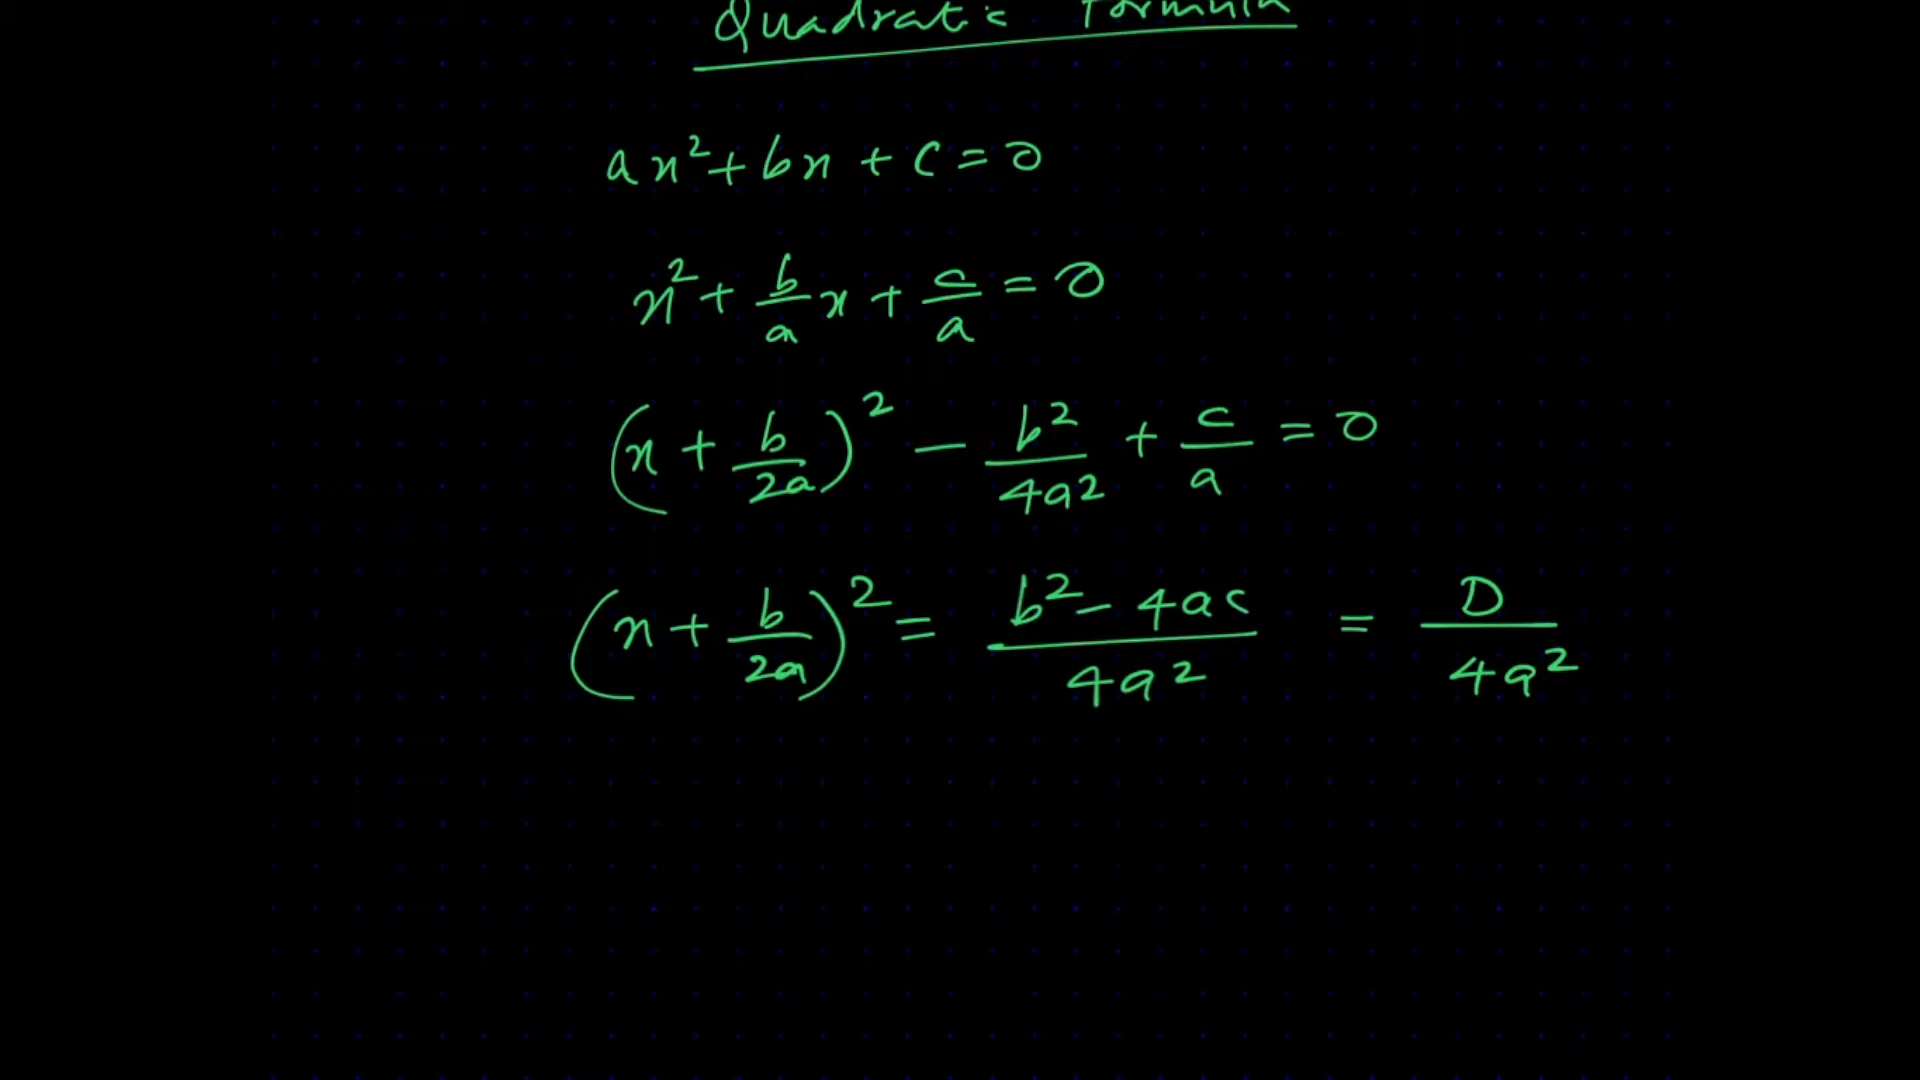 Quadratic Formula
ax² + bx + c = 0
x² + b/a x + c/a = 0
(x + b/2a)² − b²/4a² + c/a = 0
(x + b/2a)² = b² − 4ac / 4a² = D / 4a²